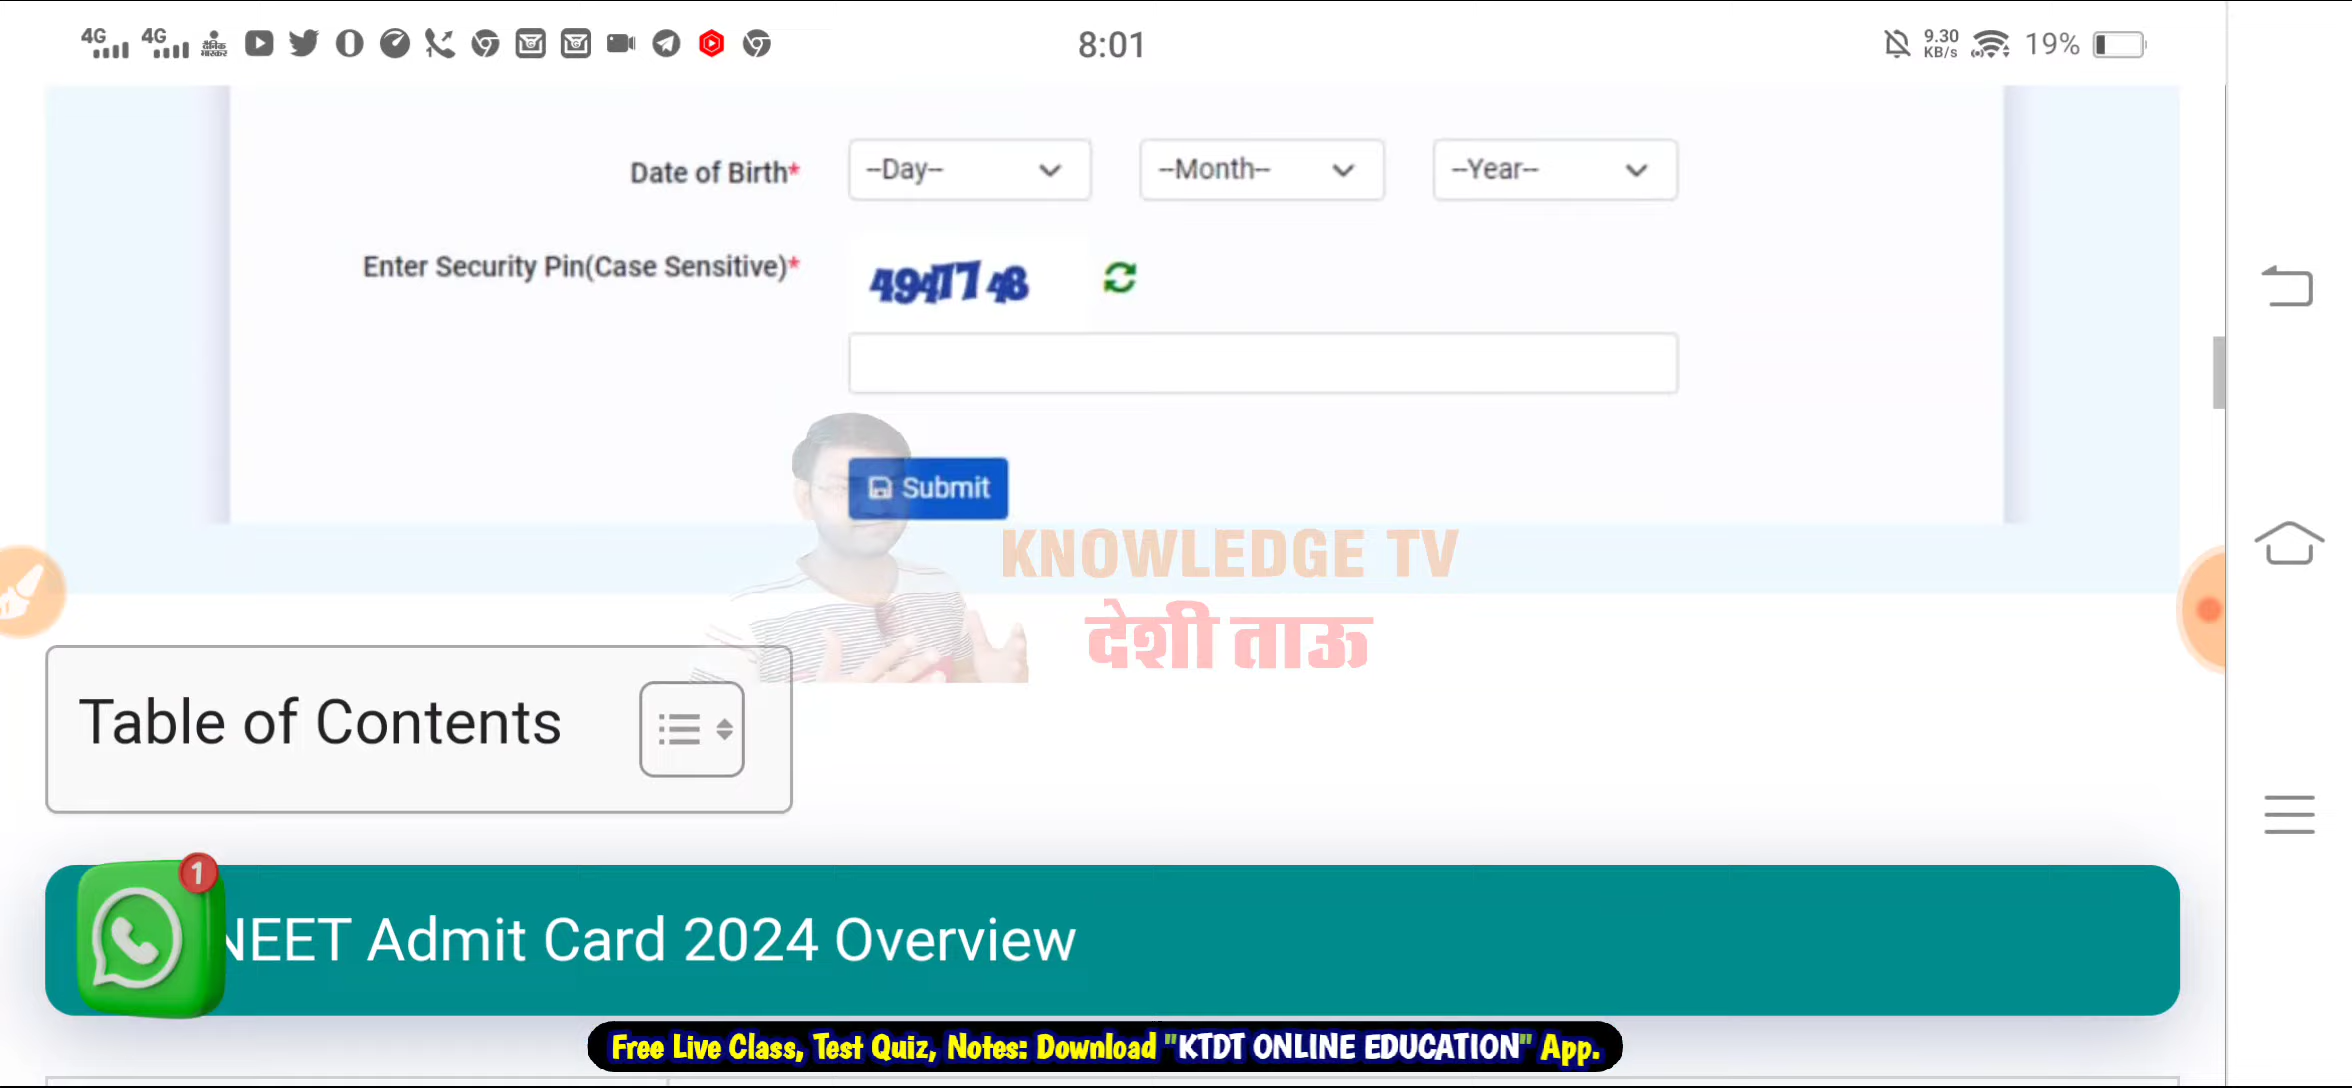 4G 4G दैनिक भास्कर 8:01 9.30 KB/s 19%
Date of Birth* --Day-- --Month-- --Year--
Enter Security Pin(Case Sensitive)*
Submit
KNOWLEDGE TV
देशी ताऊ
Table of Contents
1
NEET Admit Card 2024 Overview
Free Live Class, Test Quiz, Notes: Download "KTDT ONLINE EDUCATION" App.